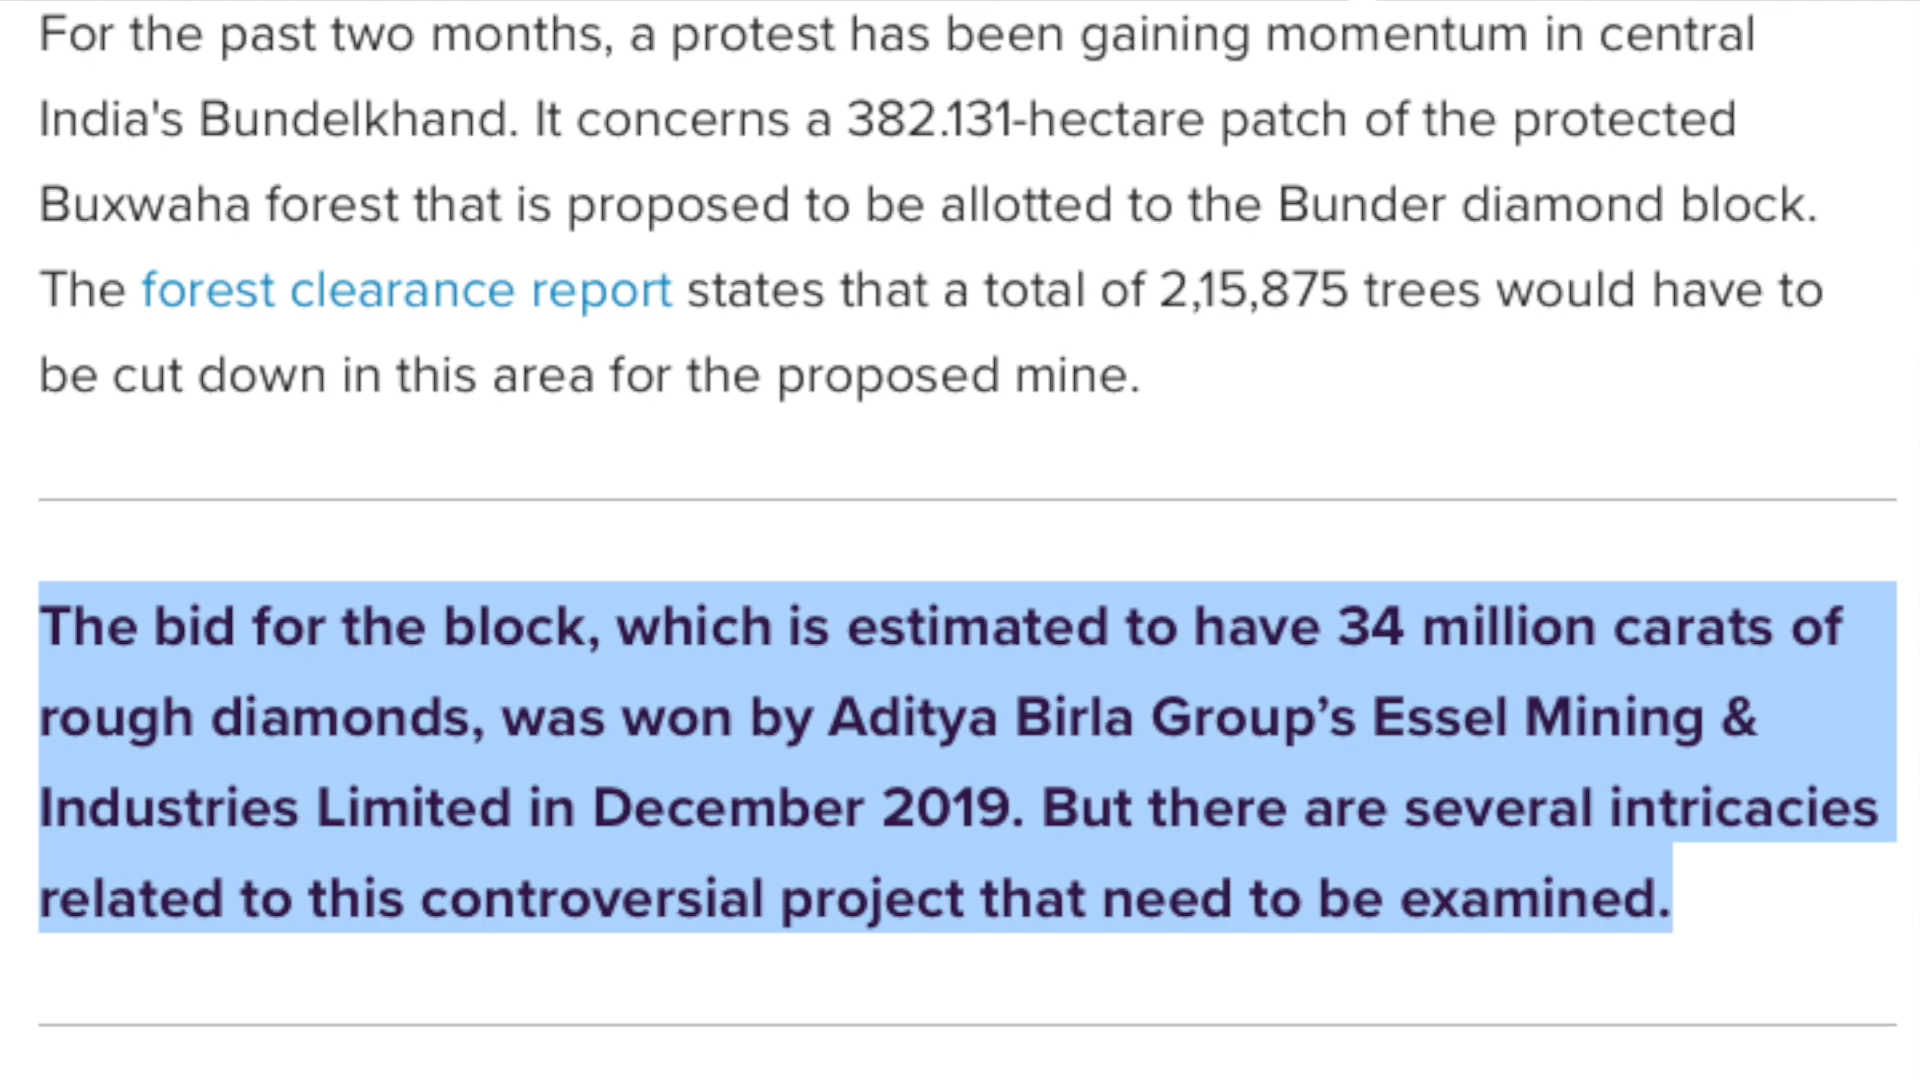 For the past two months, a protest has been gaining momentum in central
India's Bundelkhand. It concerns a 382.131-hectare patch of the protected
Buxwaha forest that is proposed to be allotted to the Bunder diamond block.
The forest clearance report states that a total of 2,15,875 trees would have to
be cut down in this area for the proposed mine.
The bid for the block, which is estimated to have 34 million carats of
rough diamonds, was won by Aditya Birla Group’s Essel Mining &
Industries Limited in December 2019. But there are several intricacies
related to this controversial project that need to be examined.